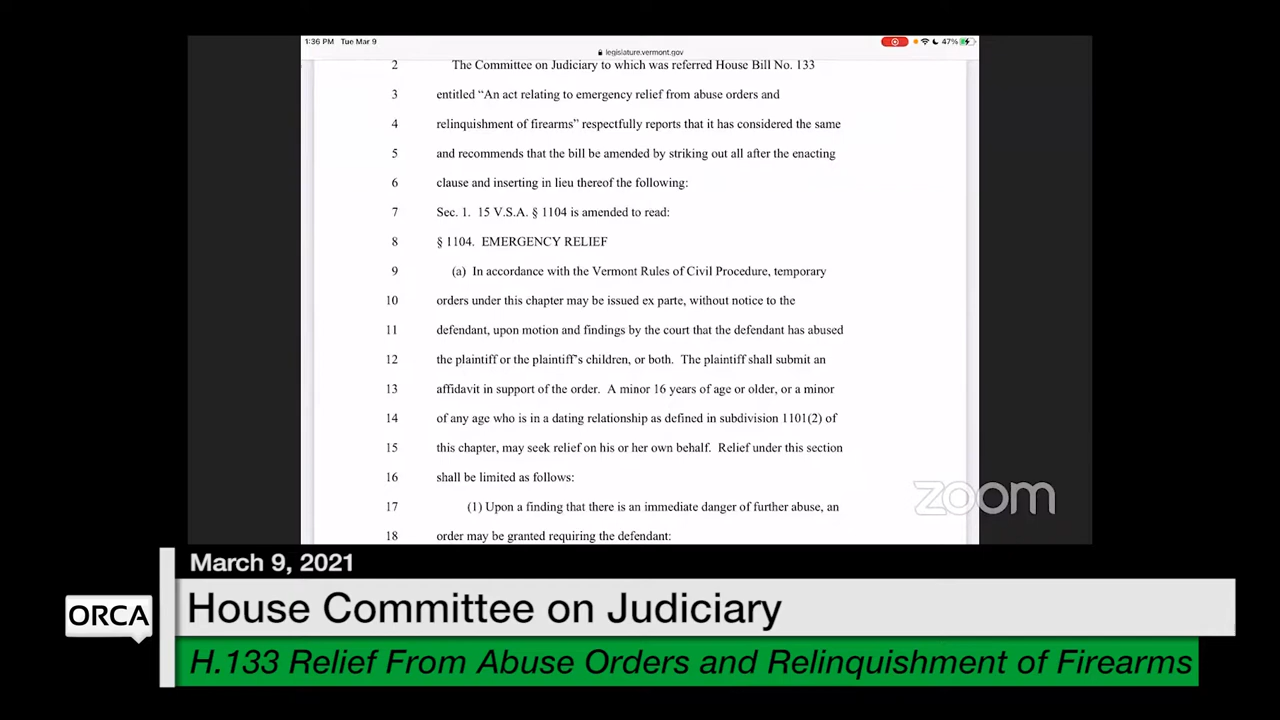 1:36 PM Tue Mar 9
47%
legislature.vermont.gov
2 The Committee on Judiciary to which was referred House Bill No. 133
3 entitled “An act relating to emergency relief from abuse orders and
4 relinquishment of firearms” respectfully reports that it has considered the same
5 and recommends that the bill be amended by striking out all after the enacting
6 clause and inserting in lieu thereof the following:
7 Sec. 1. 15 V.S.A. § 1104 is amended to read:
8 § 1104. EMERGENCY RELIEF
9 (a) In accordance with the Vermont Rules of Civil Procedure, temporary
10 orders under this chapter may be issued ex parte, without notice to the
11 defendant, upon motion and findings by the court that the defendant has abused
12 the plaintiff or the plaintiff’s children, or both. The plaintiff shall submit an
13 affidavit in support of the order. A minor 16 years of age or older, or a minor
14 of any age who is in a dating relationship as defined in subdivision 1101(2) of
15 this chapter, may seek relief on his or her own behalf. Relief under this section
16 shall be limited as follows:
17 (1) Upon a finding that there is an immediate danger of further abuse, an
18 order may be granted requiring the defendant:
zoom
March 9, 2021
ORCA
House Committee on Judiciary
H.133 Relief From Abuse Orders and Relinquishment of Firearms